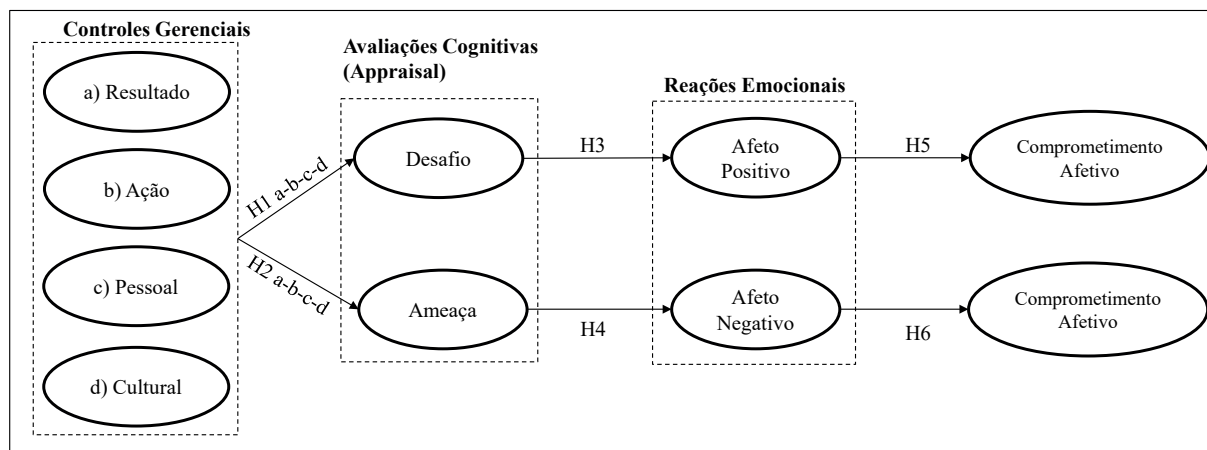 Controles Gerenciais
a) Resultado
b) Ação
c) Pessoal
d) Cultural
H1 a-b-c-d
H2 a-b-c-d
Avaliações Cognitivas
(Appraisal)
Desafio
Ameaça
H3
H4
Reações Emocionais
Afeto
Positivo
Afeto
Negativo
H5
H6
Comprometimento
Afetivo
Comprometimento
Afetivo